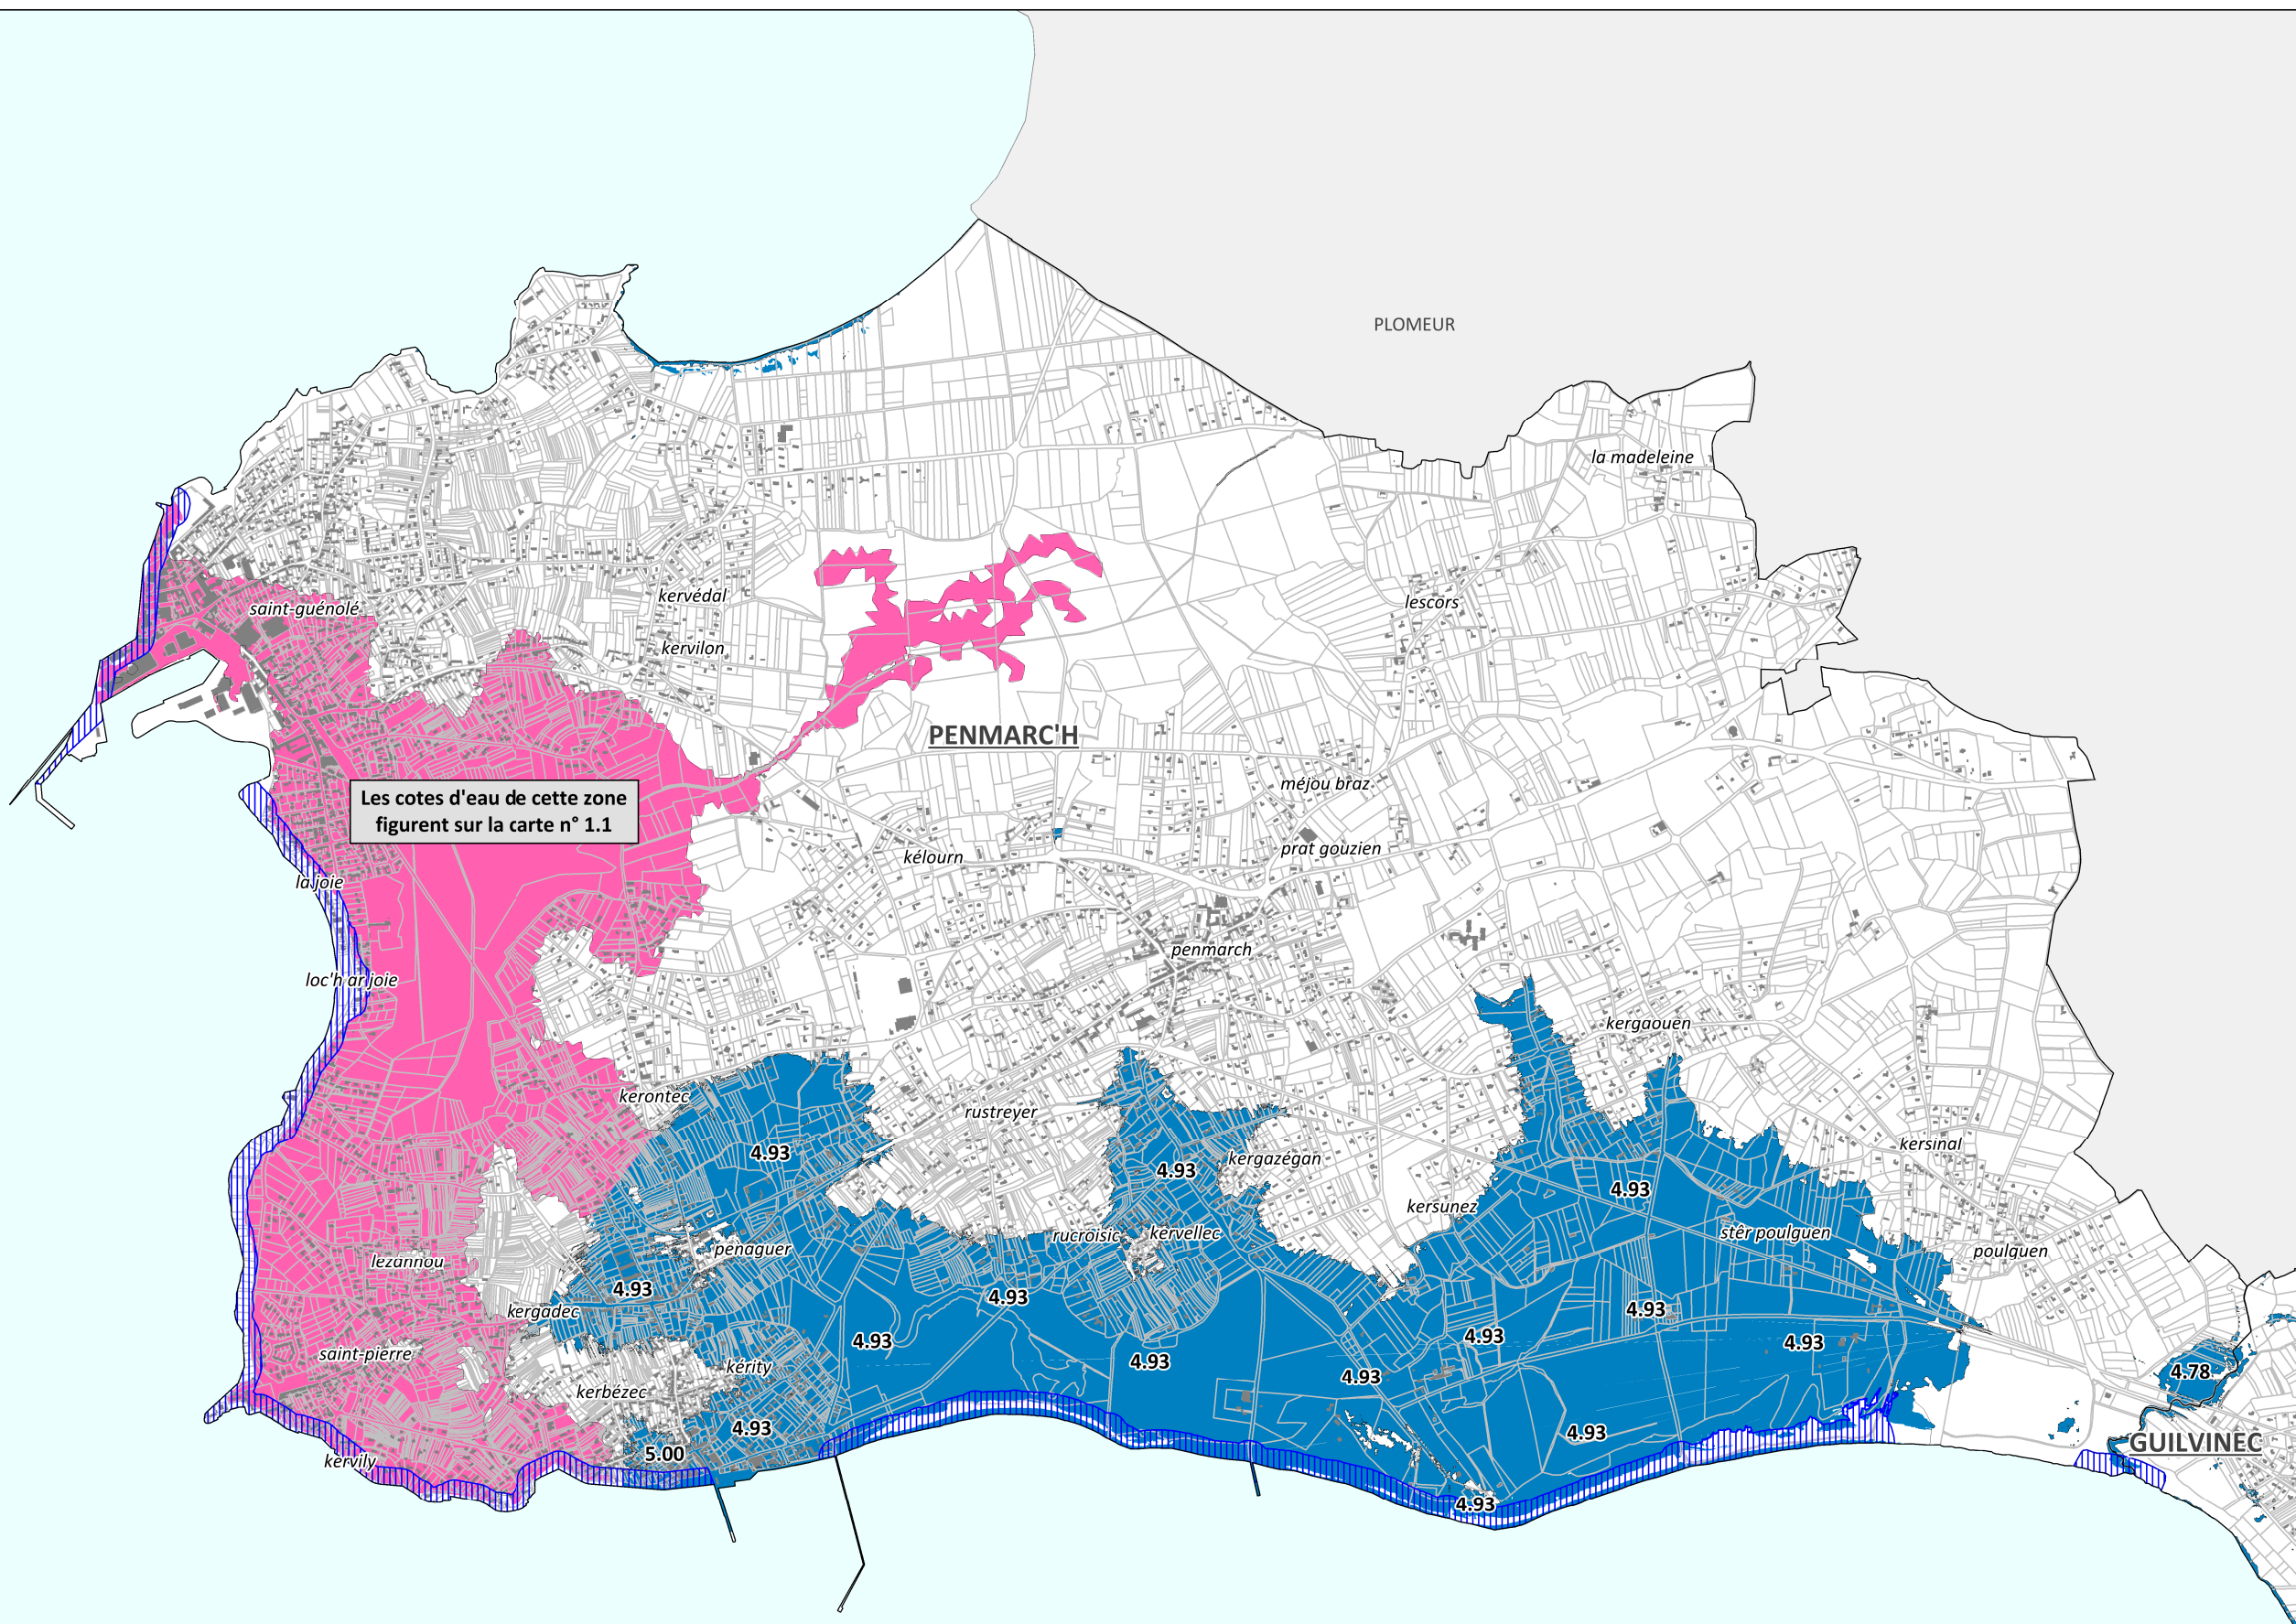 PLOMEUR
la madeleine
kervédal
lescors
saint-guénolé
kervilon
PENMARC'H
méjou braz
Les cotes d'eau de cette zone
figurent sur la carte n° 1.1
prat gouzien
kélourn
la joie
penmarch
loc'h ar joie
kergaouen
kerontec
rustreyer
kersinal
4.93
kergazégan
4.93
4.93
kersunez
stêr poulguen
rucroisic
kervellec
penaguer
poulguen
lezannou
4.93
4.93
kergadec
4.93
4.93
4.93
4.93
saint-pierre
4.93
kérity
4.93
4.78
kerbézec
4.93
4.93
GUILVINEC
5.00
kervily
4.93